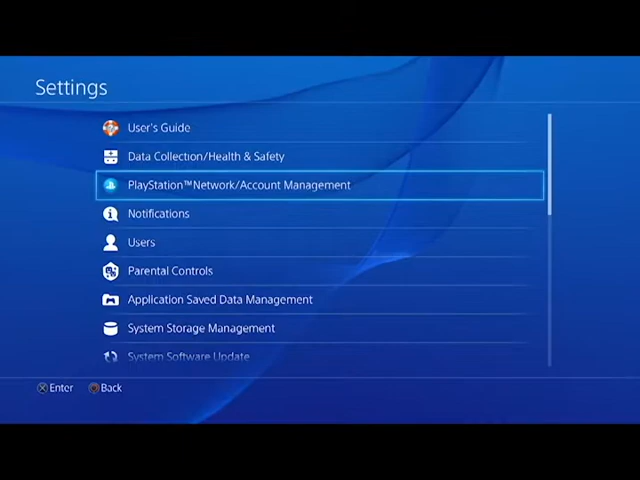 Settings
User's Guide
Data Collection/Health & Safety
PlayStation™Network/Account Management
Notifications
Users
Parental Controls
Application Saved Data Management
System Storage Management
System Software Update
Enter Back